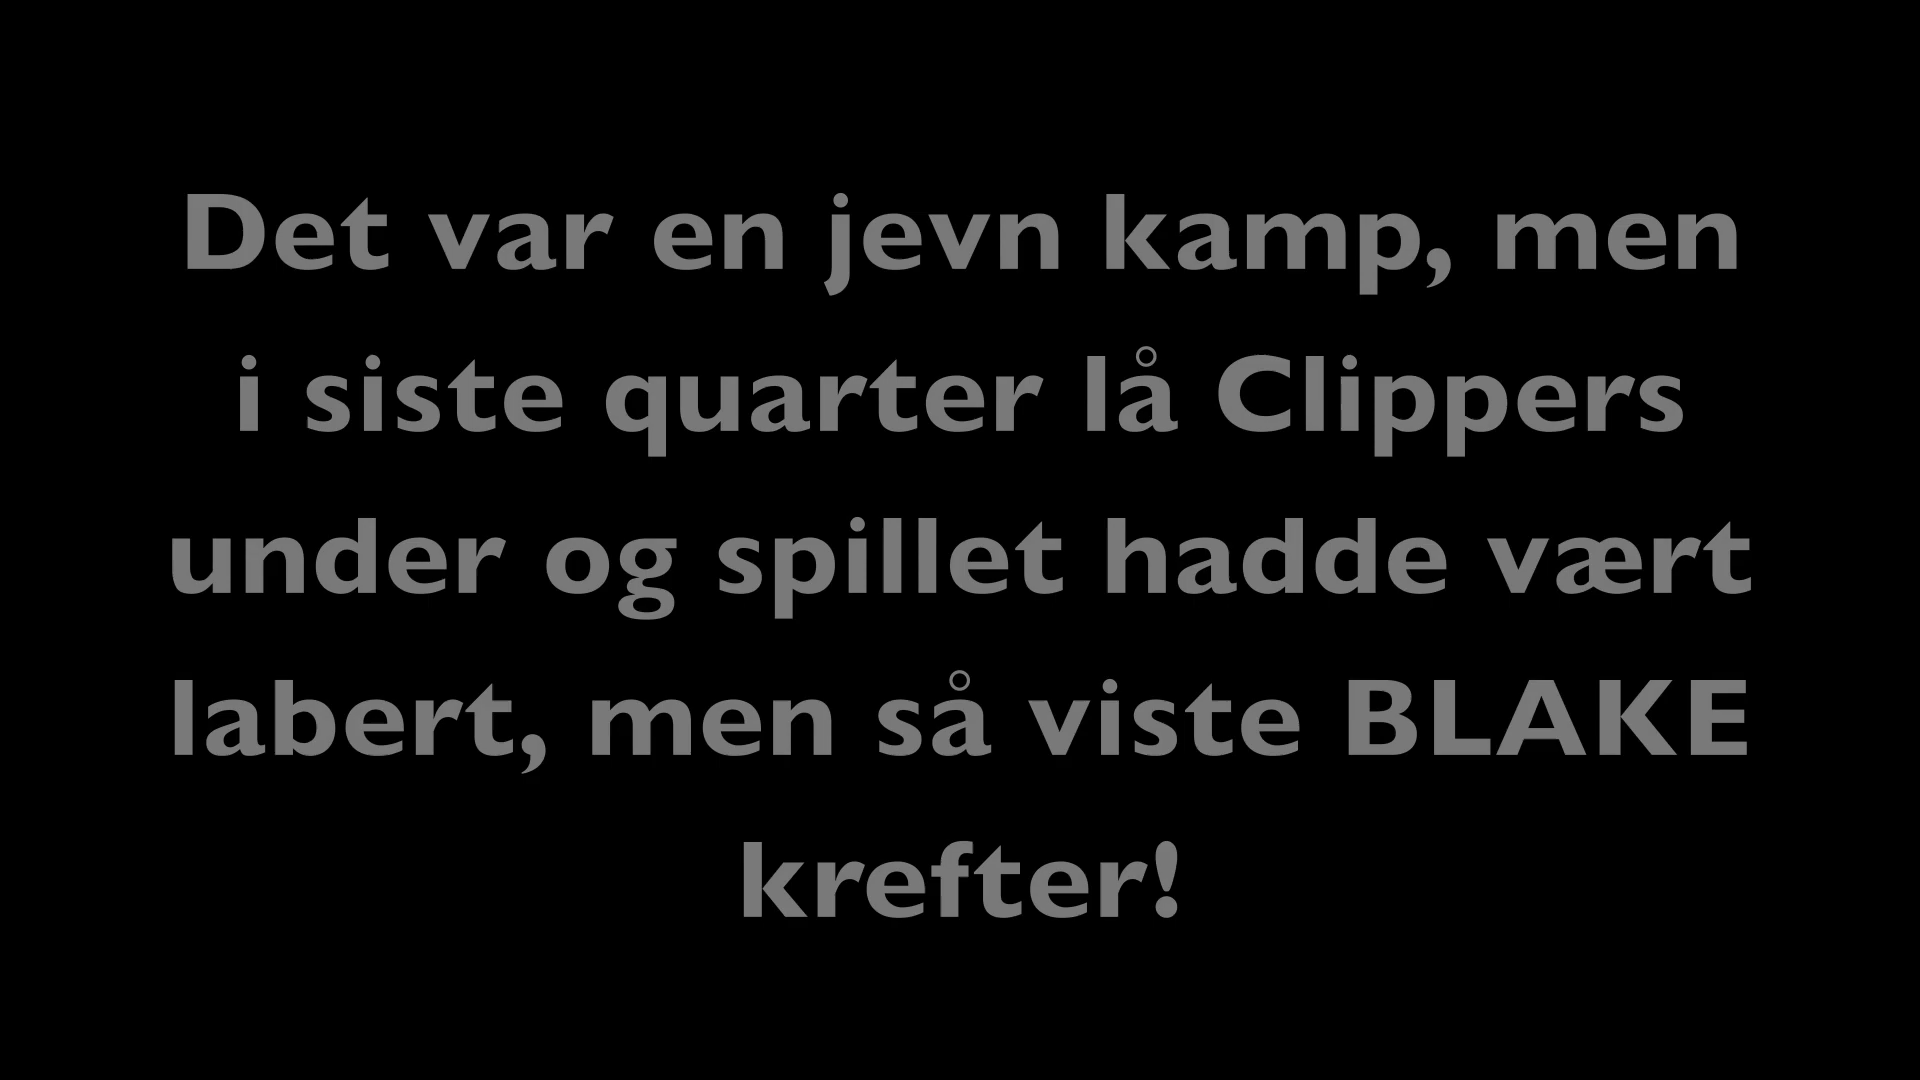 Det var en jevn kamp, men
i siste quarter lå Clippers
under og spillet hadde vært
labert, men så viste BLAKE
krefter!